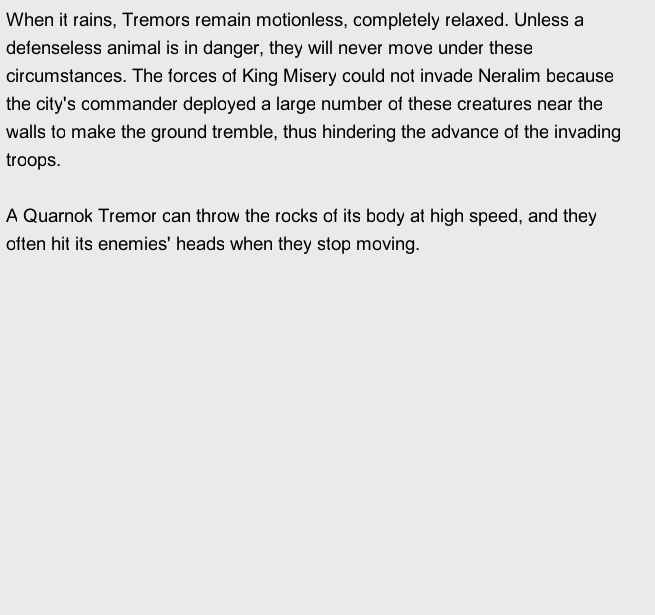 When it rains, Tremors remain motionless, completely relaxed. Unless a
defenseless animal is in danger, they will never move under these
circumstances. The forces of King Misery could not invade Neralim because
the city's commander deployed a large number of these creatures near the
walls to make the ground tremble, thus hindering the advance of the invading
troops.

A Quarnok Tremor can throw the rocks of its body at high speed, and they
often hit its enemies' heads when they stop moving.